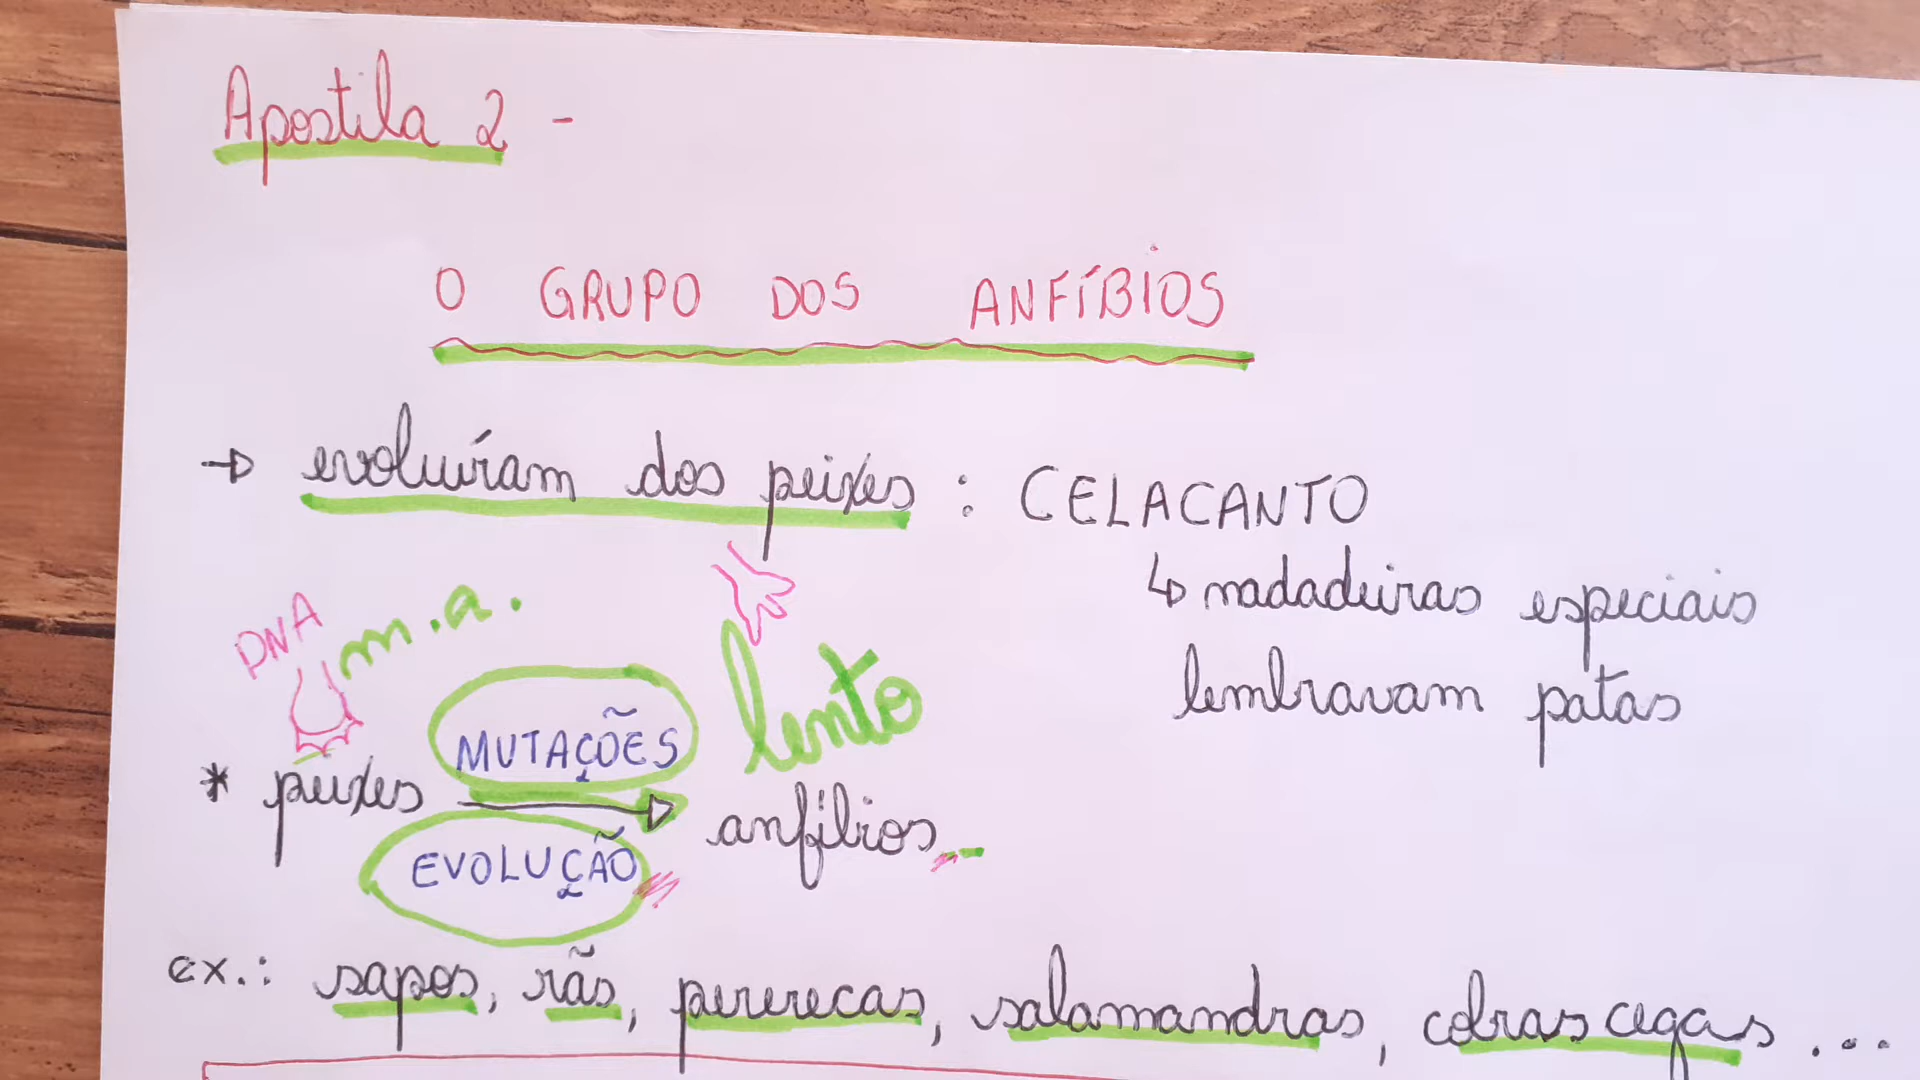 Apostila 2 -
O GRUPO DOS ANFÍBIOS
→ evoluíram dos peixes : CELACANTO
↳ nadadeiras especiais
lembravam patas
DNA m.a.
lento
MUTAÇÕES
* peixes → anfíbios
EVOLUÇÃO
ex.: sapos, rãs, pererecas, salamandras, cobras cegas ...